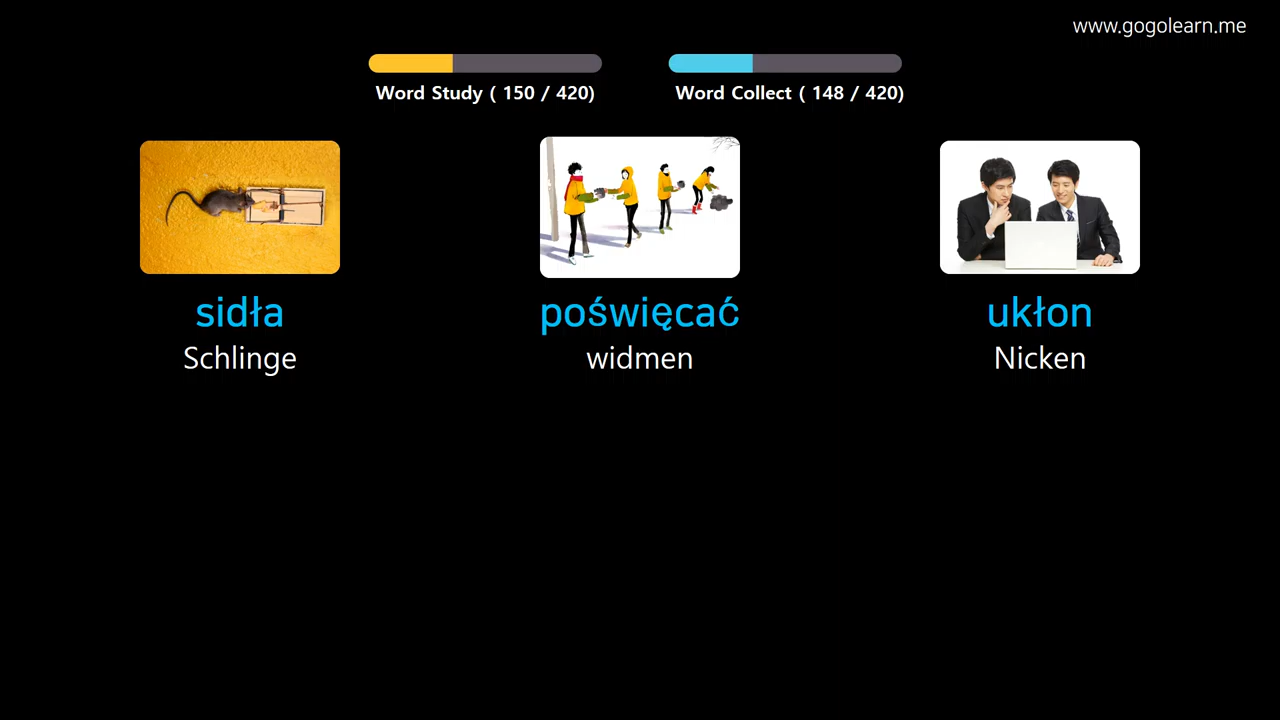 www.gogolearn.me
Word Study ( 150 / 420)
Word Collect ( 148 / 420)
sidła
poświęcać
ukłon
Schlinge
widmen
Nicken